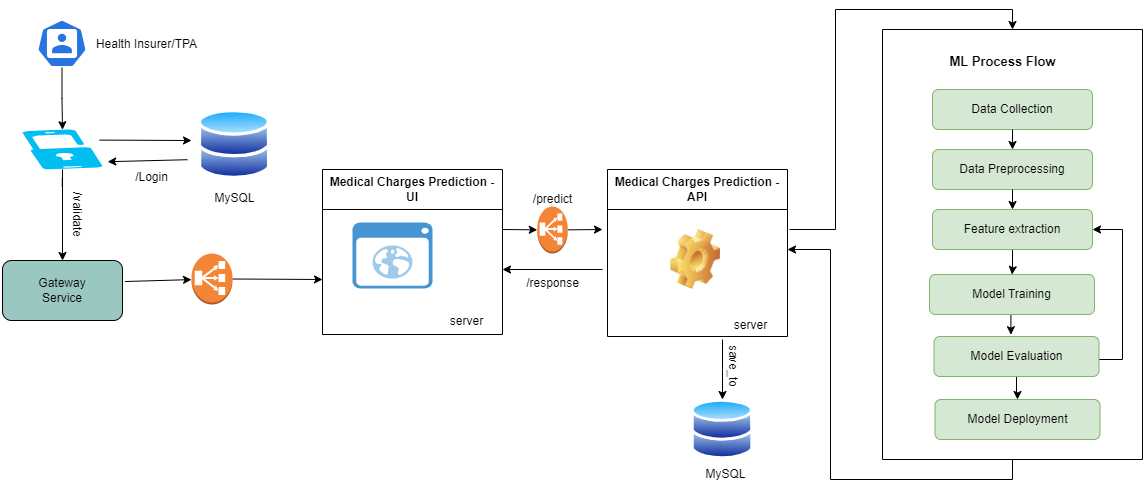 Health Insurer/TPA
/Login
MySQL
/validate
Gateway
Service
Medical Charges Prediction -
UI
server
/predict
/response
Medical Charges Prediction -
API
server
save_to
MySQL
ML Process Flow
Data Collection
Data Preprocessing
Feature extraction
Model Training
Model Evaluation
Model Deployment